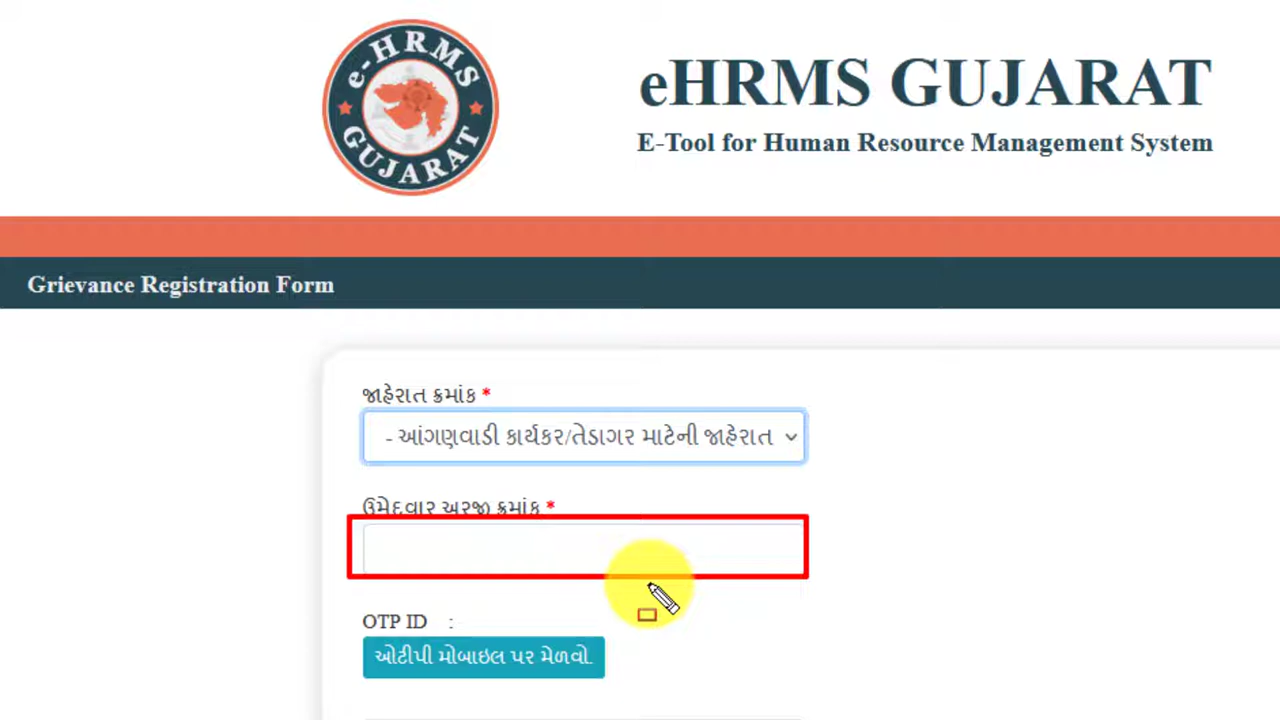 e-HRMS
GUJARAT
eHRMS GUJARAT
E-Tool for Human Resource Management System
Grievance Registration Form
જાહેરાત ક્રમાંક *
- આંગણવાડી કાર્યકર/તેડાગર માટેની જાહેરાત
ઉમેદવાર અરજી ક્રમાંક *
OTP ID :
ઓટીપી મોબાઇલ પર મેળવો.